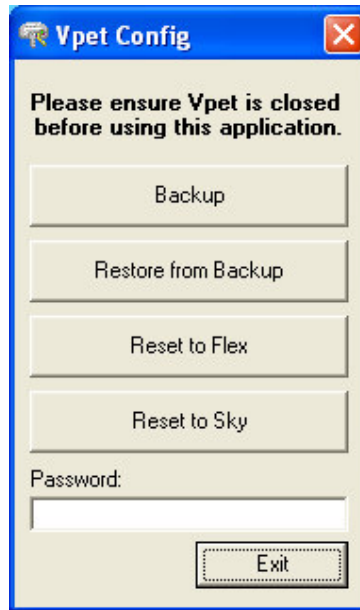 Vpet Config
Please ensure Vpet is closed
before using this application.
Backup
Restore from Backup
Reset to Flex
Reset to Sky
Password:
Exit